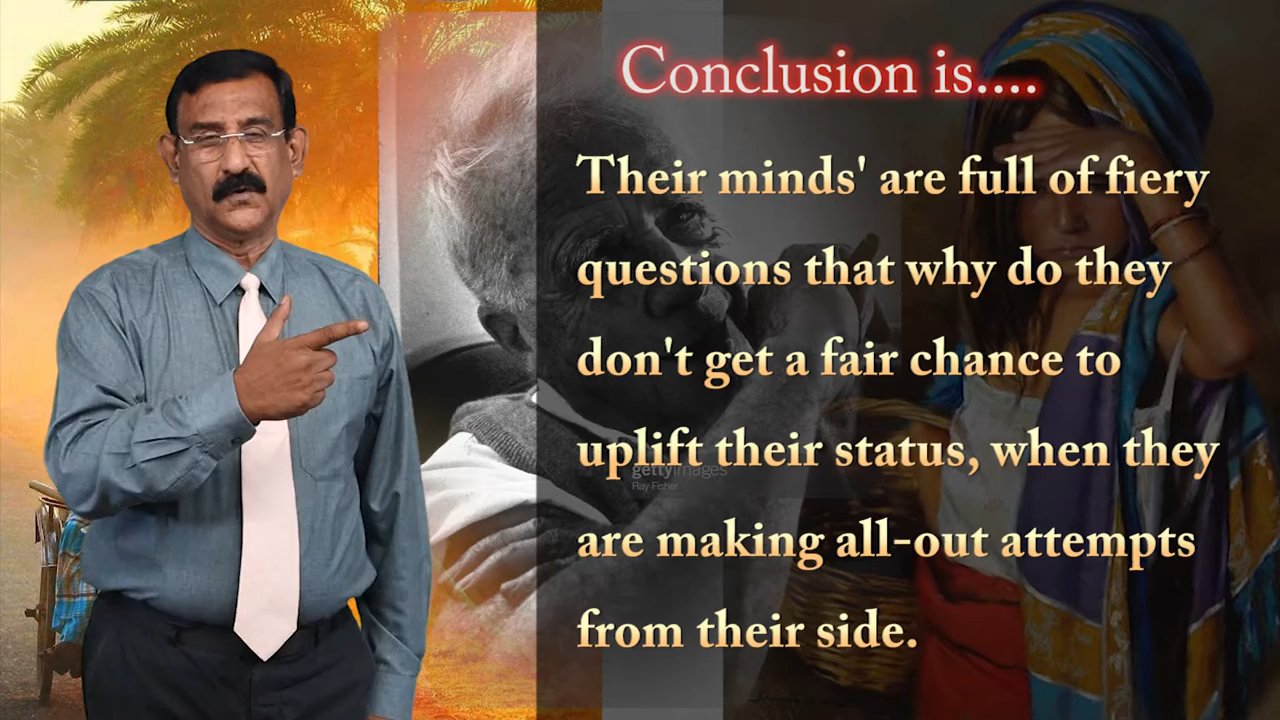 Conclusion is....
Their minds' are full of fiery
questions that why do they
don't get a fair chance to
uplift their status, when they
gettyimages
Ray Fisher
are making all-out attempts
from their side.